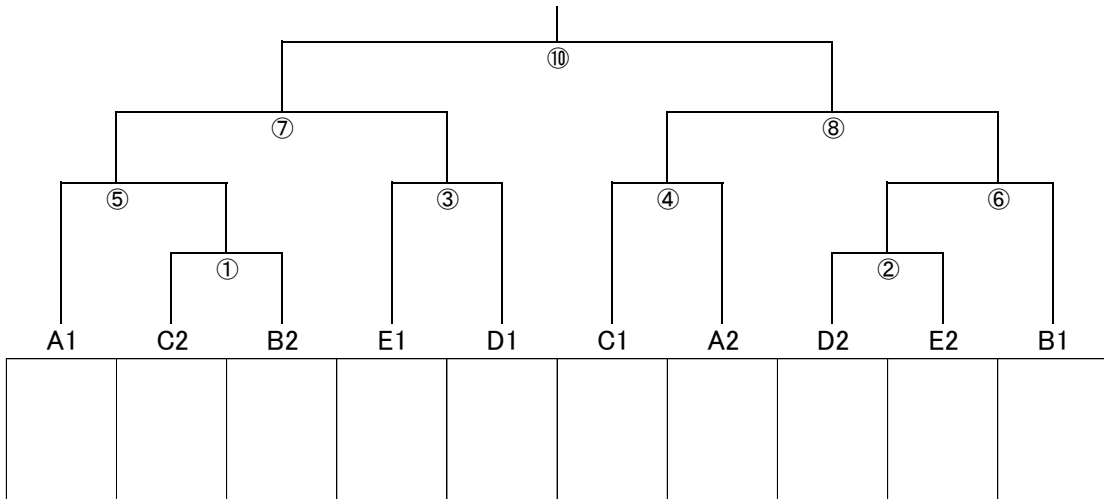 ⑩
⑦ ⑧
⑤ ③ ④ ⑥
① ②
A1 C2 B2 E1 D1 C1 A2 D2 E2 B1